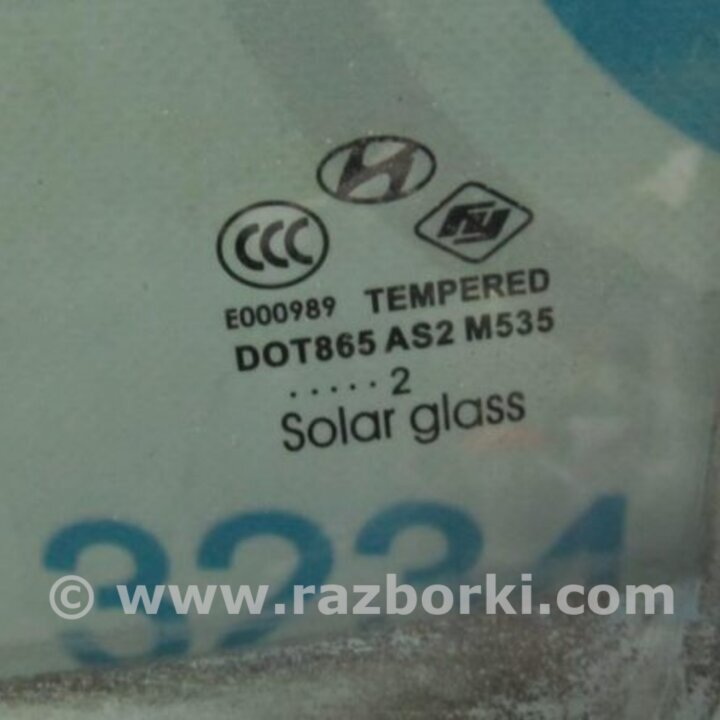 CCC
E000989 TEMPERED
DOT865 AS2 M535
.....2
Solar glass
3234
© www.razborki.com